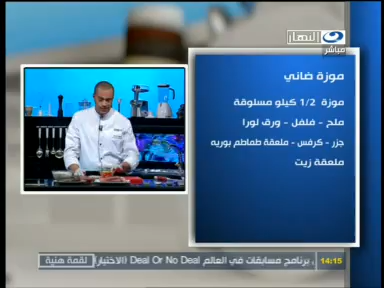 النهار
مباشر
موزة ضاني
موزة 1/2 كيلو مسلوقة
ملح - فلفل - ورق لورا
جزر - كرفس - ملعقة طماطم بوريه
ملعقة زيت
14:15
ن برنامج مسابقات في العالم Deal Or No Deal (الاختيار)
لقمة هنية